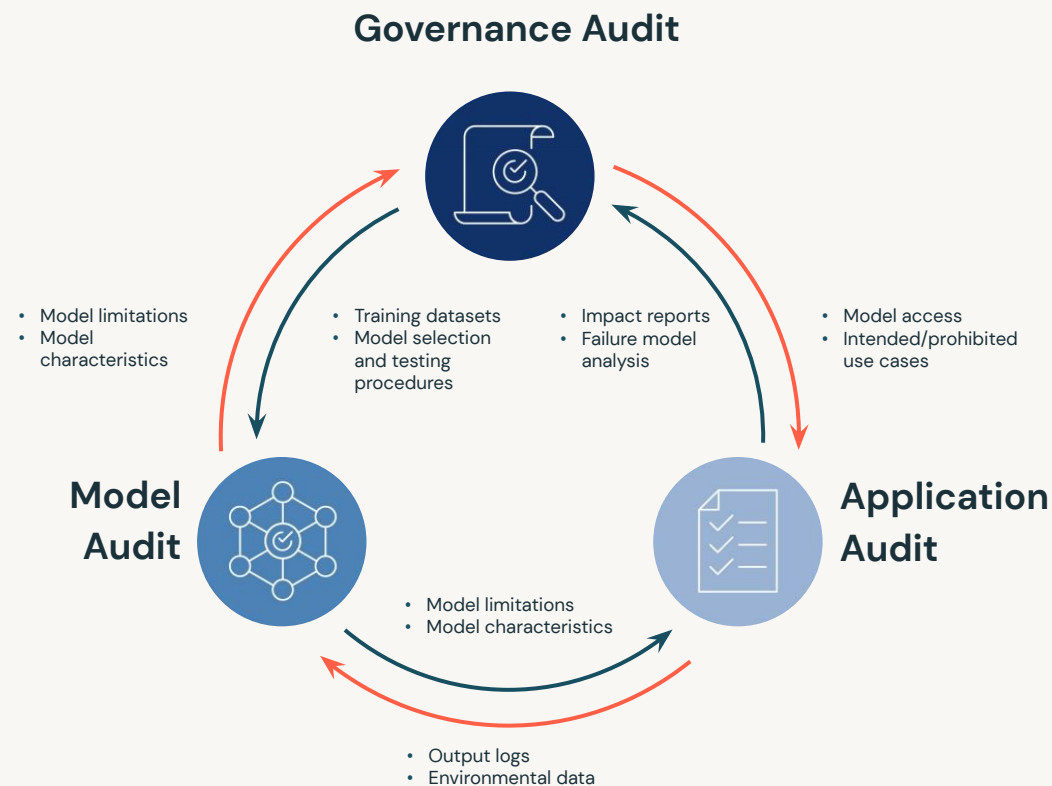 Governance Audit
• Model limitations
• Model
characteristics
• Training datasets
• Model selection
and testing
procedures
• Impact reports
• Failure model
analysis
• Model access
• Intended/prohibited
use cases
Model
Audit
Application
Audit
• Model limitations
• Model characteristics
• Output logs
• Environmental data